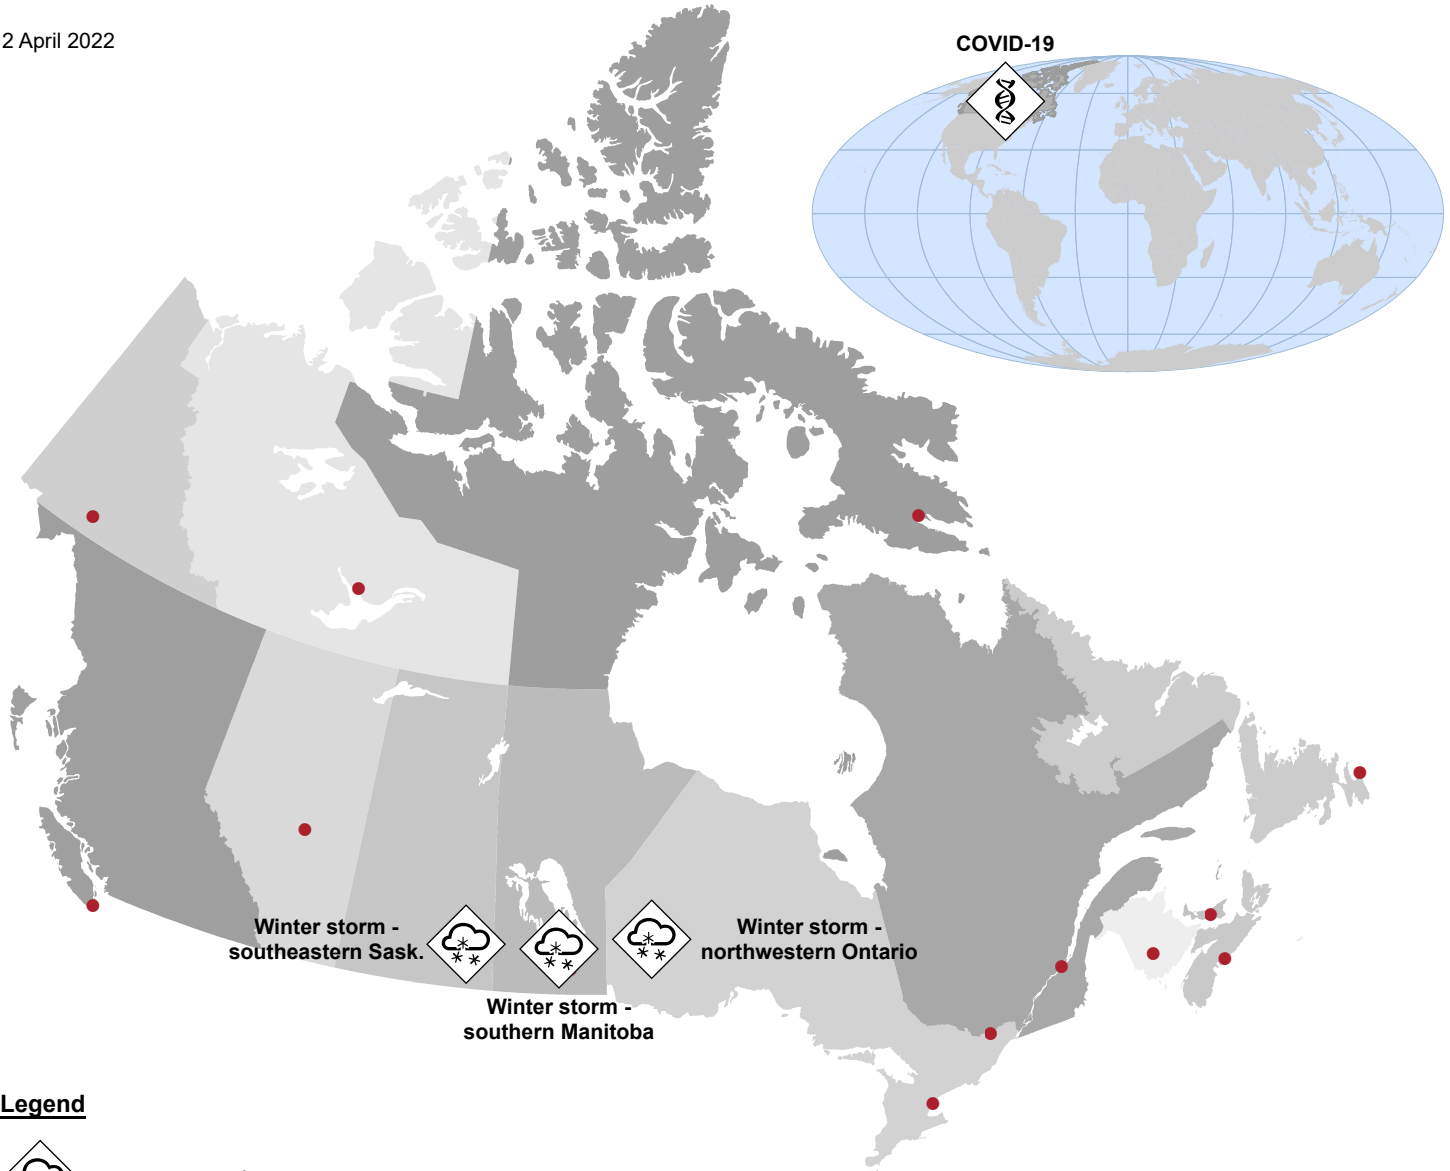 2 April 2022
COVID-19
Winter storm -
southeastern Sask.
Winter storm -
northwestern Ontario
Winter storm -
southern Manitoba
Legend